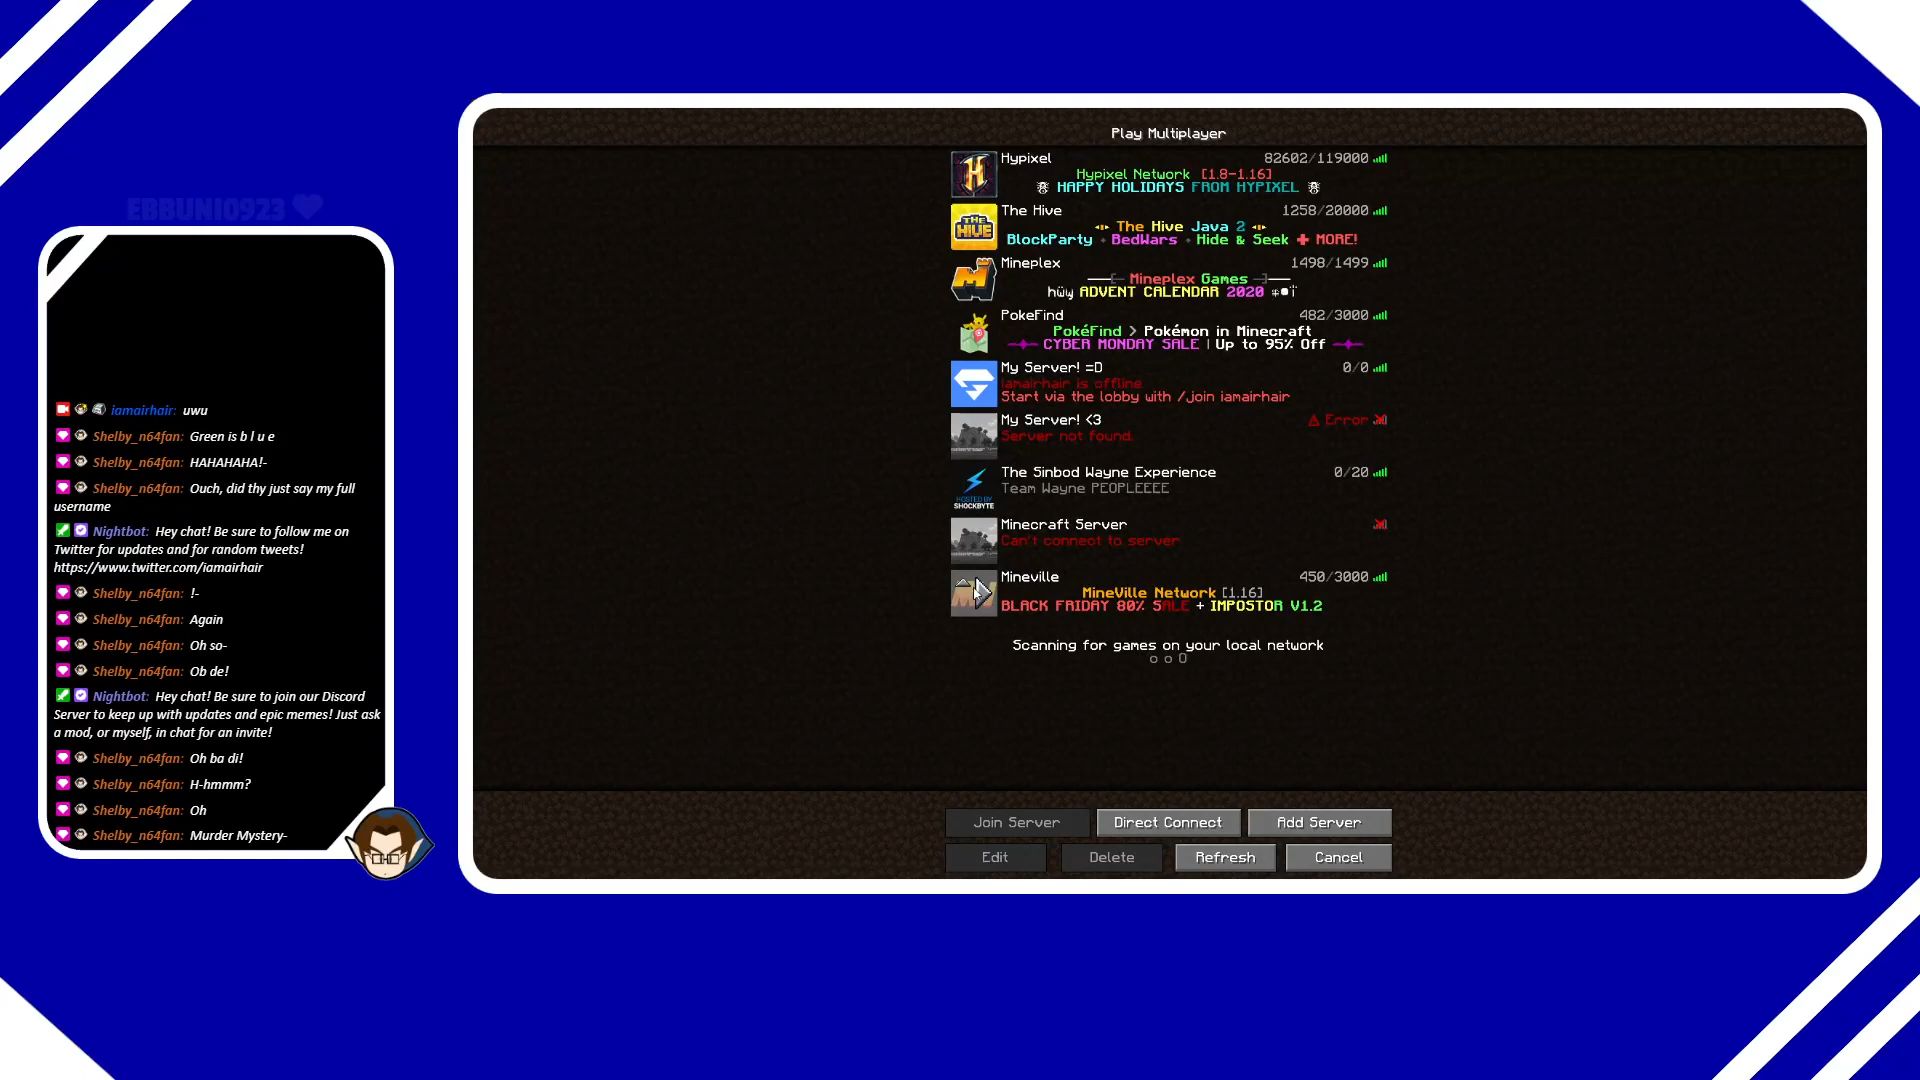 EBBUNI0923
iamairhair: uwu
Shelby_n64fan: Green is b l u e
Shelby_n64fan: HAHAHAHA!-
Shelby_n64fan: Ouch, did thy just say my full
username
Nightbot: Hey chat! Be sure to follow me on
Twitter for updates and for random tweets!
https://www.twitter.com/iamairhair
Shelby_n64fan: !-
Shelby_n64fan: Again
Shelby_n64fan: Oh so-
Shelby_n64fan: Ob de!
Nightbot: Hey chat! Be sure to join our Discord
Server to keep up with updates and epic memes! Just ask
a mod, or myself, in chat for an invite!
Shelby_n64fan: Oh ba di!
Shelby_n64fan: H-hmmm?
Shelby_n64fan: Oh
Shelby_n64fan: Murder Mystery-
Play Multiplayer
Hypixel 82602/119000
Hypixel Network [1.8-1.16]
HAPPY HOLIDAYS FROM HYPIXEL
THE HIVE
The Hive 1258/20000
The Hive Java 2
BlockParty • BedWars • Hide & Seek + MORE!
Mineplex 1498/1499
Mineplex Games
hüÿ ADVENT CALENDAR 2020
PokeFind 482/3000
PokéFind > Pokémon in Minecraft
CYBER MONDAY SALE | Up to 95% Off
My Server! =D 0/0
iamairhair is offline.
Start via the lobby with /join iamairhair
My Server! <3 ⚠ Error
Server not found.
HOSTED BY
SHOCKBYTE
The Sinbod Wayne Experience 0/20
Team Wayne PEOPLEEEE
Minecraft Server
Can't connect to server
Mineville 450/3000
MineVille Network [1.16]
BLACK FRIDAY 80% SALE + IMPOSTOR V1.2
Scanning for games on your local network
o o O
Join Server Direct Connect Add Server
Edit Delete Refresh Cancel